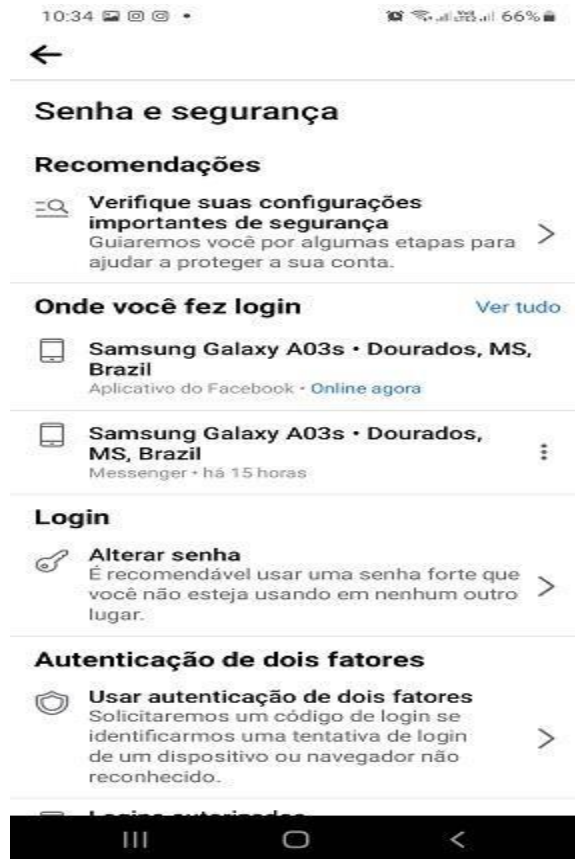 10:34
66%
Senha e segurança
Recomendações
Verifique suas configurações
importantes de segurança
Guiaremos você por algumas etapas para
ajudar a proteger a sua conta.
Onde você fez login Ver tudo
Samsung Galaxy A03s • Dourados, MS,
Brazil
Aplicativo do Facebook • Online agora
Samsung Galaxy A03s • Dourados,
MS, Brazil
Messenger • há 15 horas
Login
Alterar senha
É recomendável usar uma senha forte que
você não esteja usando em nenhum outro
lugar.
Autenticação de dois fatores
Usar autenticação de dois fatores
Solicitaremos um código de login se
identificarmos uma tentativa de login
de um dispositivo ou navegador não
reconhecido.
Logins autorizados